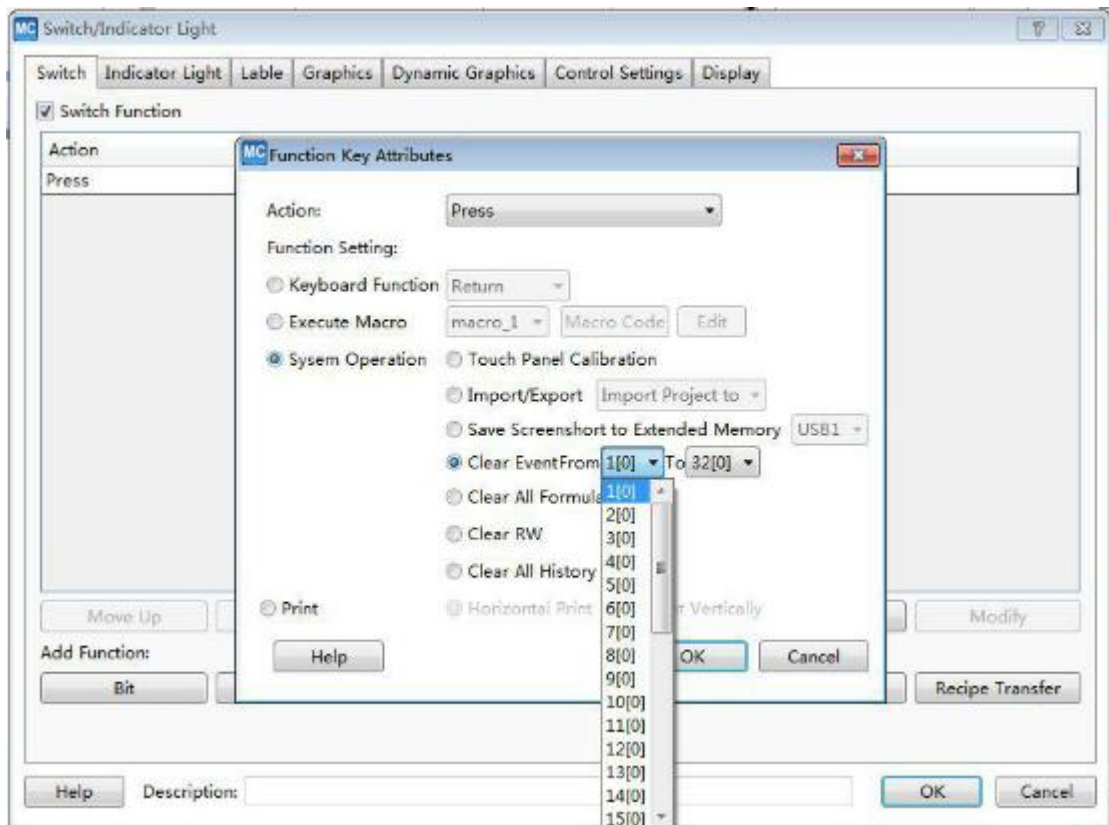 MC Switch/Indicator Light
Switch Indicator Light Lable Graphics Dynamic Graphics Control Settings Display
Switch Function
Action
Press
MC Function Key Attributes
Action: Press
Function Setting:
Keyboard Function Return
Execute Macro macro_1 Macro Code Edit
Sysem Operation Touch Panel Calibration
Import/Export Import Project to
Save Screenshort to Extended Memory USB1
Clear EventFrom 1[0] To 32[0]
Clear All Formula
Clear RW
Clear All History
Print Horizontal Print Vertically
1[0]
2[0]
3[0]
4[0]
5[0]
6[0]
7[0]
8[0]
9[0]
10[0]
11[0]
12[0]
13[0]
14[0]
15[0]
Help OK Cancel
Move Up Modify
Add Function:
Bit Recipe Transfer
Help Description: OK Cancel